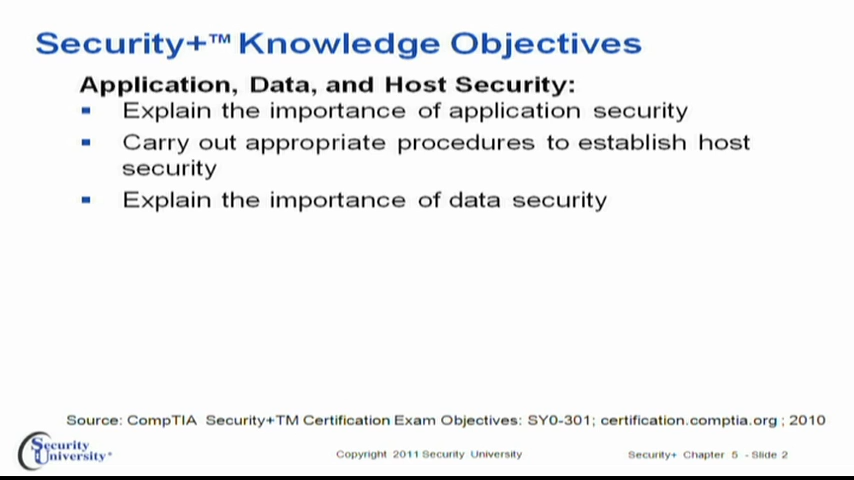 Security+™ Knowledge Objectives
Application, Data, and Host Security:
Explain the importance of application security
Carry out appropriate procedures to establish host
security
Explain the importance of data security
Source: CompTIA Security+TM Certification Exam Objectives: SY0-301; certification.comptia.org ; 2010
Security
University
Copyright 2011 Security University
Security+ Chapter 5 - Slide 2